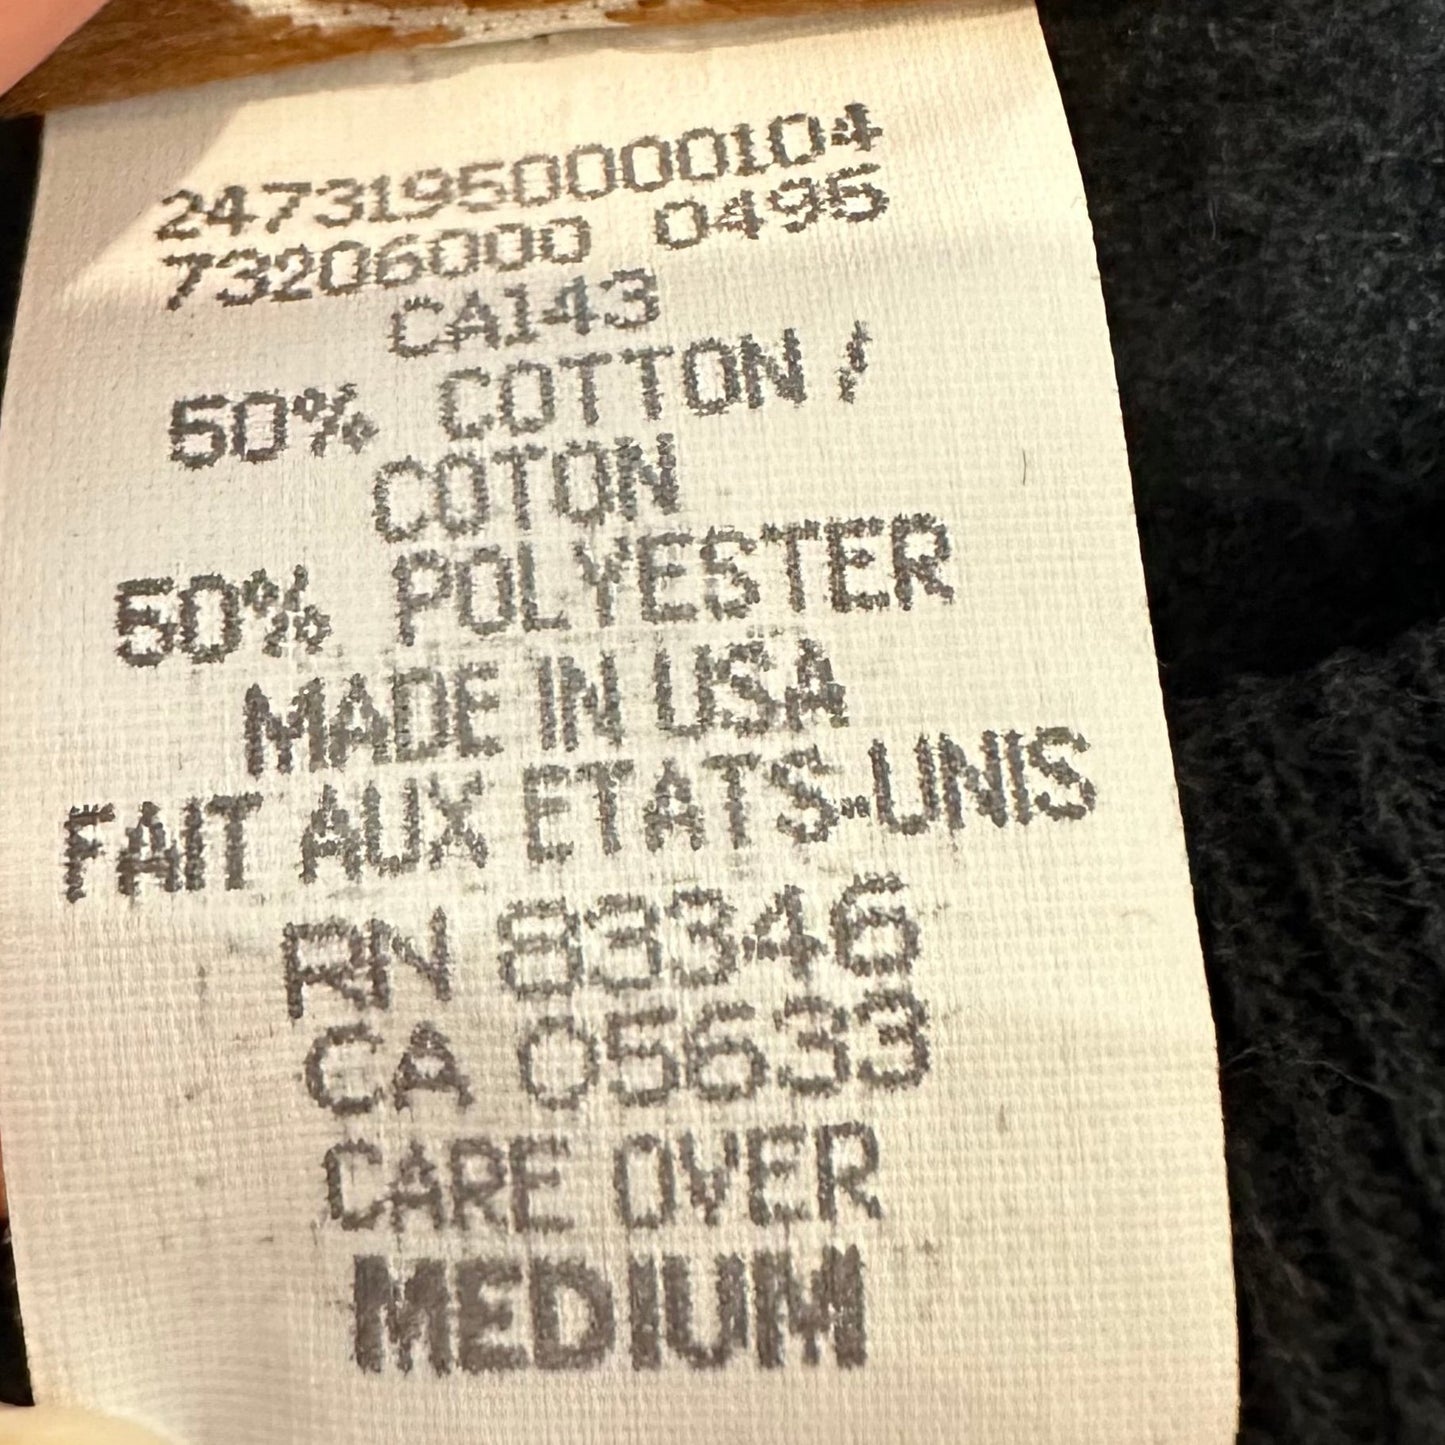 24731950000104
73206000 0495
CA143
50% COTTON /
COTON
50% POLYESTER
MADE IN USA
FAIT AUX ETATS-UNIS
RN 83346
CA 05633
CARE OVER
MEDIUM